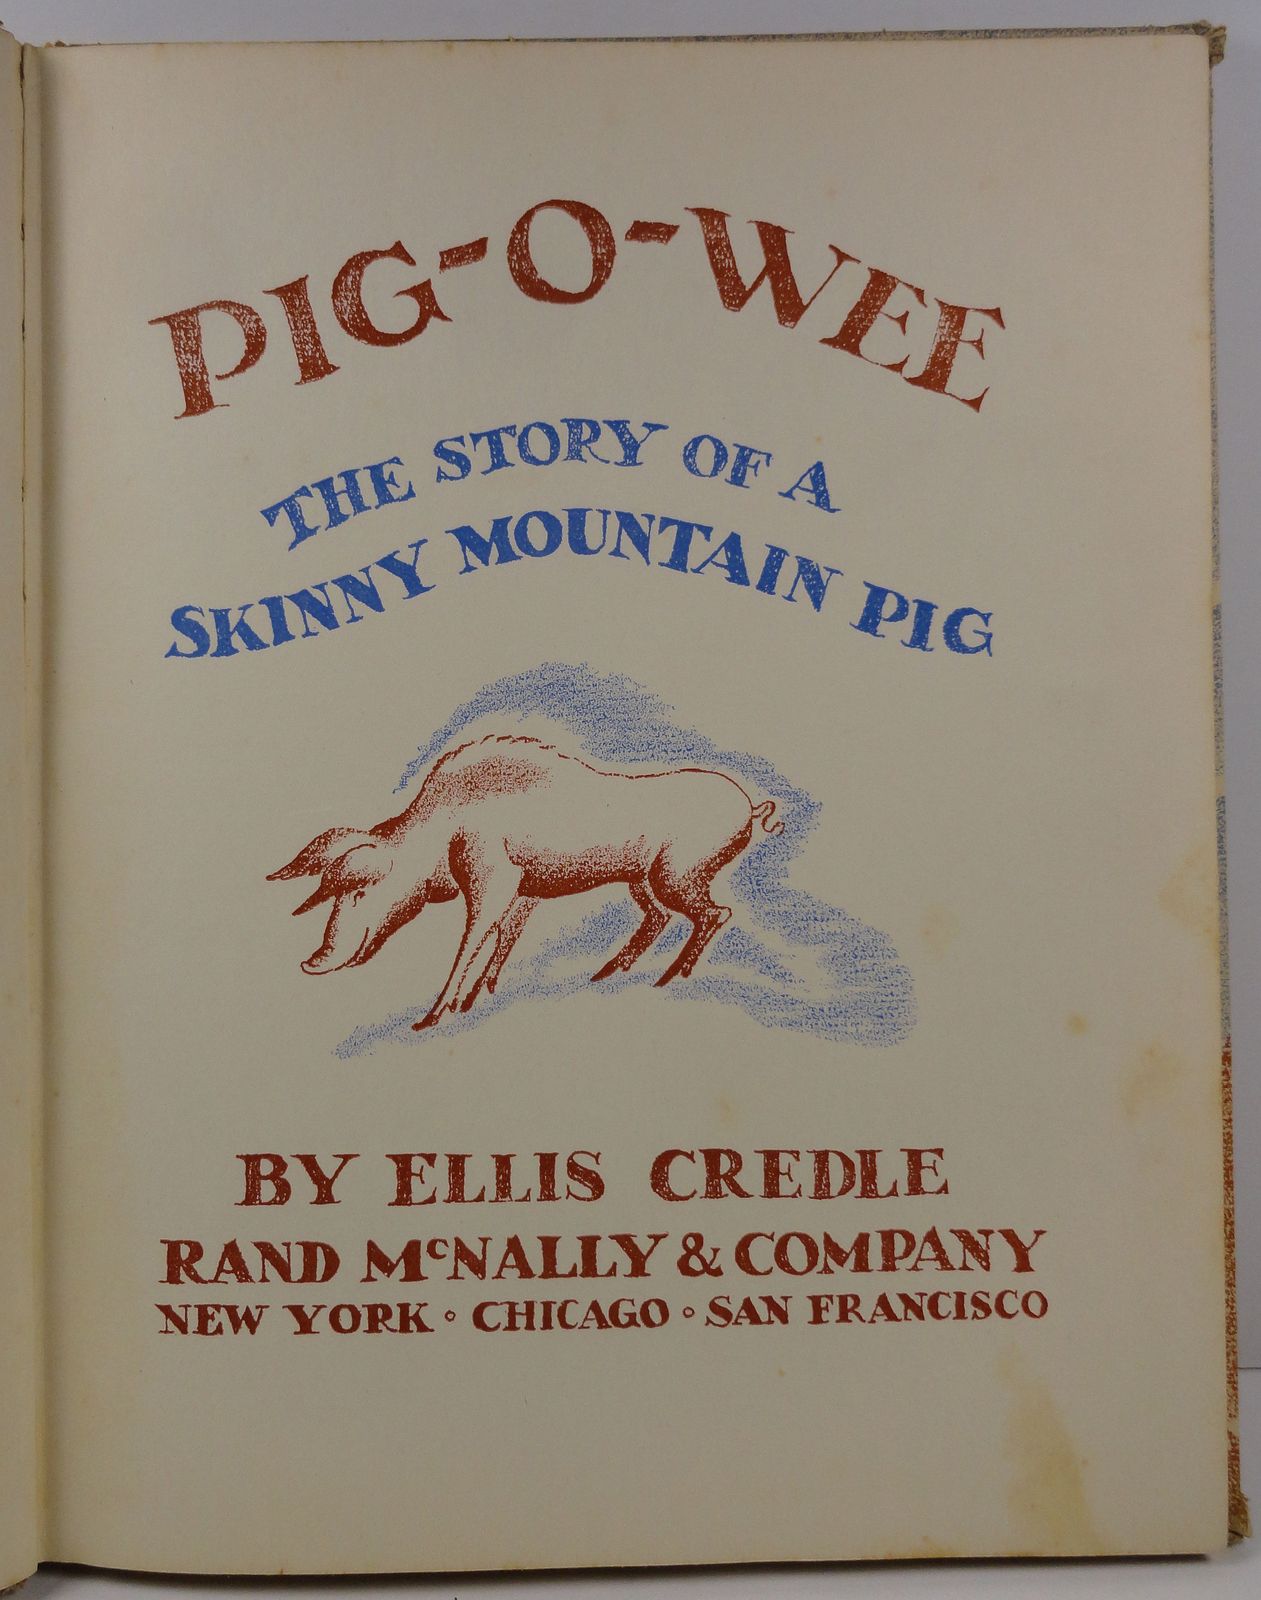 PIG-O-WEE
THE STORY OF A
SKINNY MOUNTAIN PIG
BY ELLIS CREDLE
RAND McNALLY & COMPANY
NEW YORK ∘ CHICAGO ∘ SAN FRANCISCO